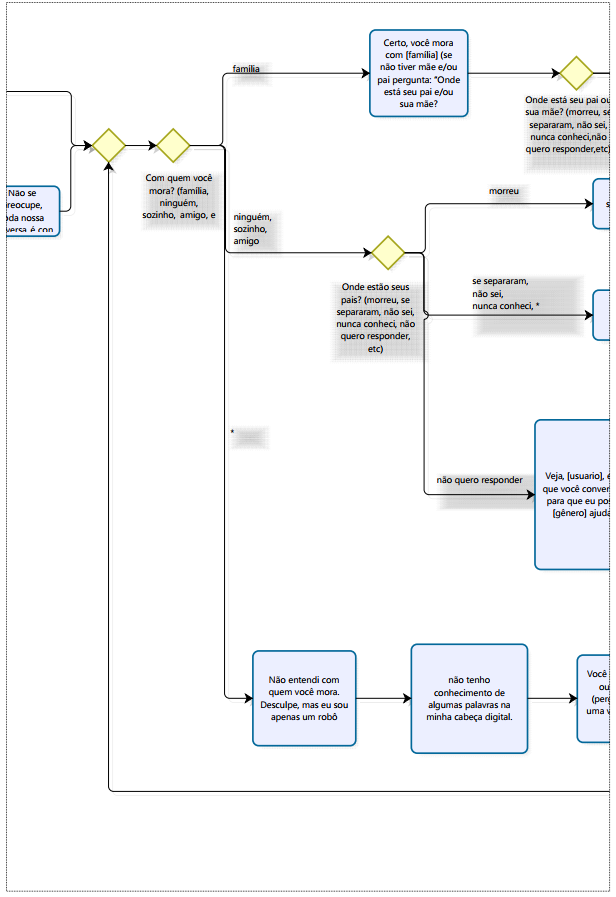 Certo, você mora
com [família] (se
não tiver mãe e/ou
pai pergunta: "Onde
está seu pai e/ou
sua mãe?
família
Onde está seu pai ou
sua mãe? (morreu, se
separaram, não sei,
nunca conheci,não
quero responder,etc)
Com quem você
mora? (família,
ninguém,
sozinho, amigo, e
Não se
reocupe,
nossa
é con
morreu
ninguém,
sozinho,
amigo
Onde estão seus
pais? (morreu, se
separaram, não sei,
nunca conheci, não
quero responder,
etc)
se separaram,
não sei,
nunca conheci, *
*
não quero responder
Veja, [usuario], é
que você conver
para que eu pos
[gênero] ajuda
Não entendi com
quem você mora.
Desculpe, mas eu sou
apenas um robô
não tenho
conhecimento de
algumas palavras na
minha cabeça digital.
Você
ou
(perg
uma v